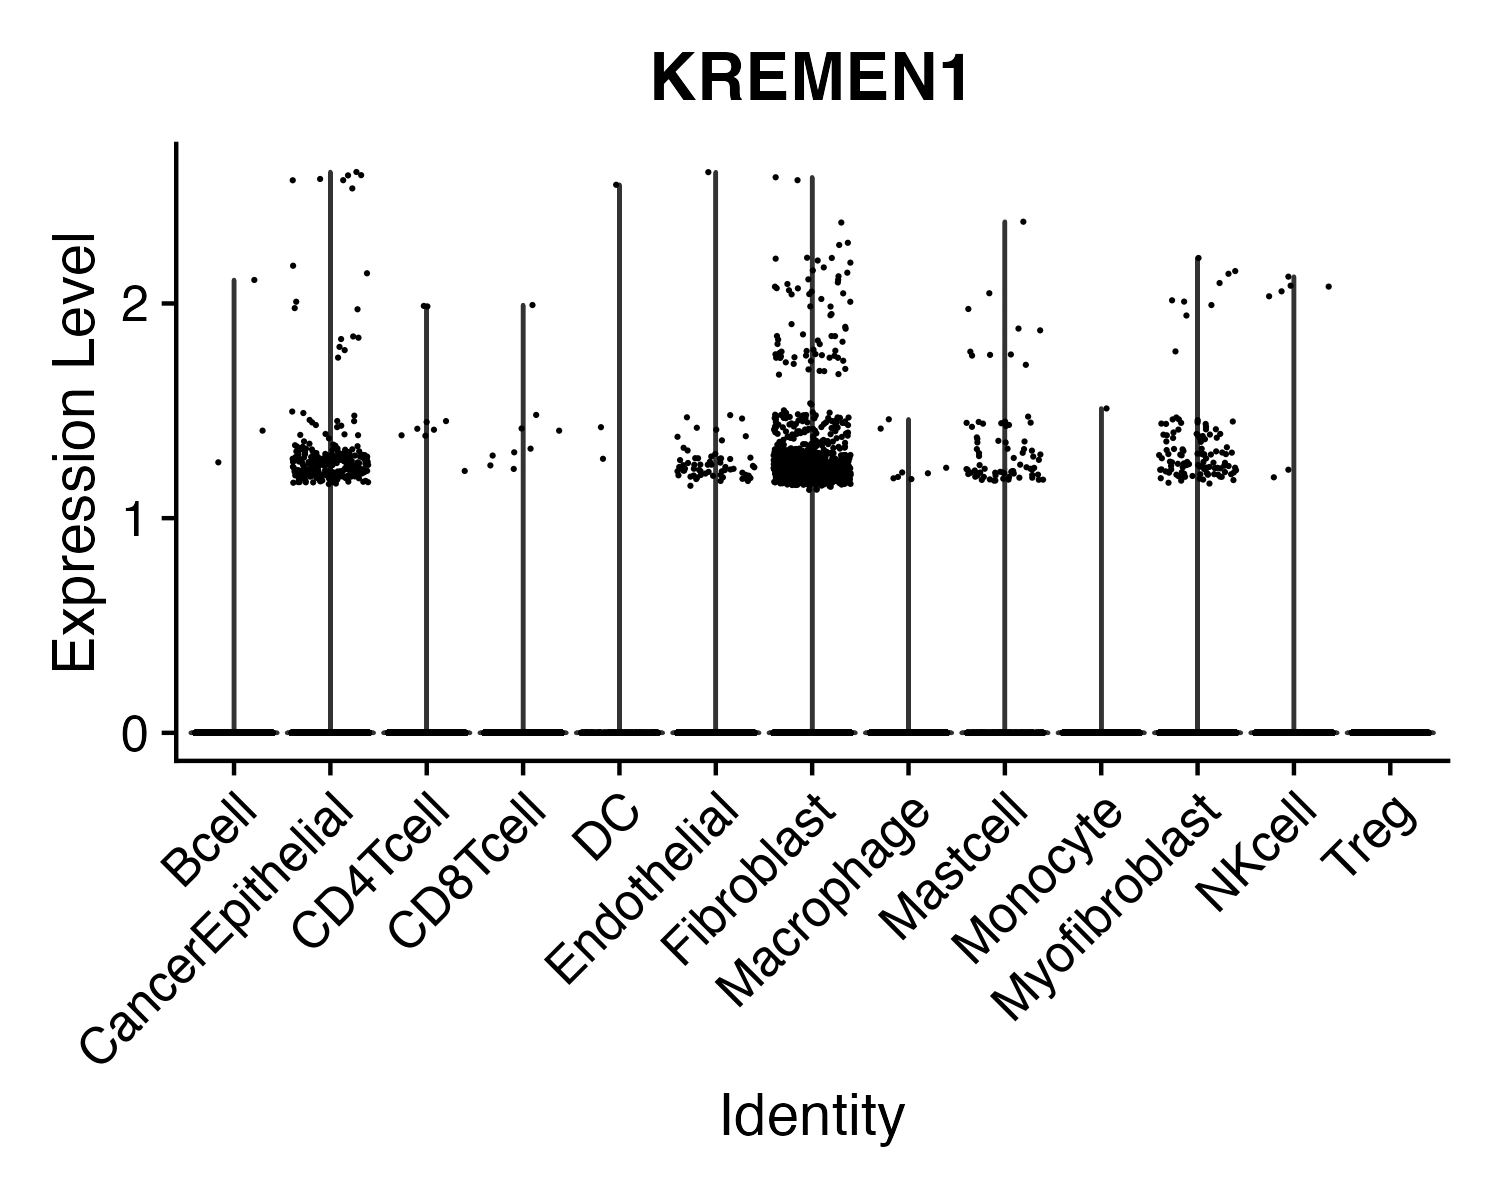 KREMEN1
Expression Level
2
1
0
Bcell
CancerEpithelial
CD4Tcell
CD8Tcell
DC
Endothelial
Fibroblast
Macrophage
Mastcell
Monocyte
Myofibroblast
NKcell
Treg
Identity